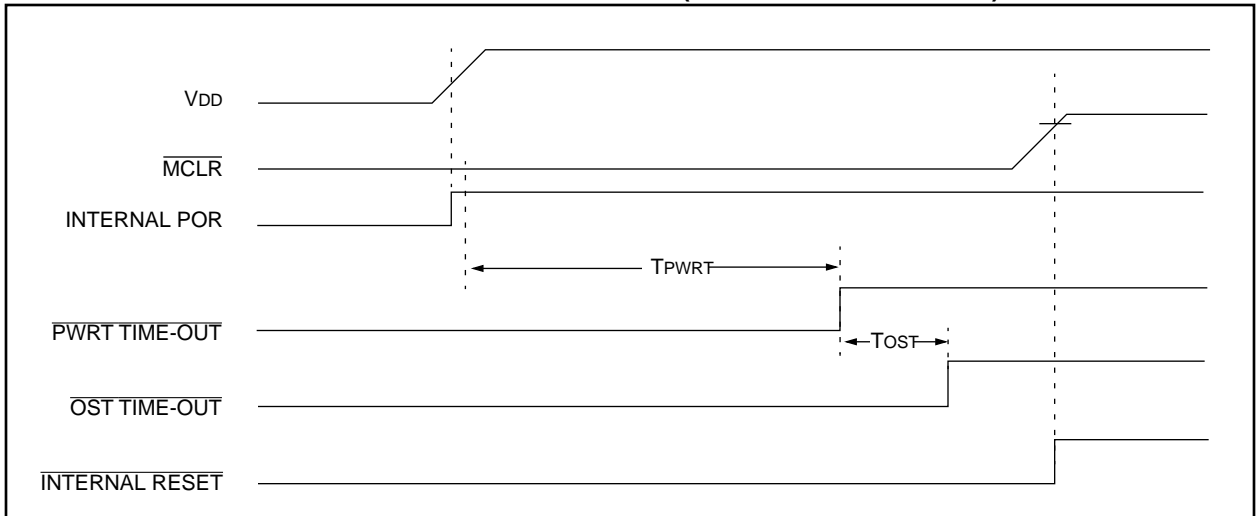 VDD
MCLR
INTERNAL POR
TPWRT
PWRT TIME-OUT
TOST
OST TIME-OUT
INTERNAL RESET